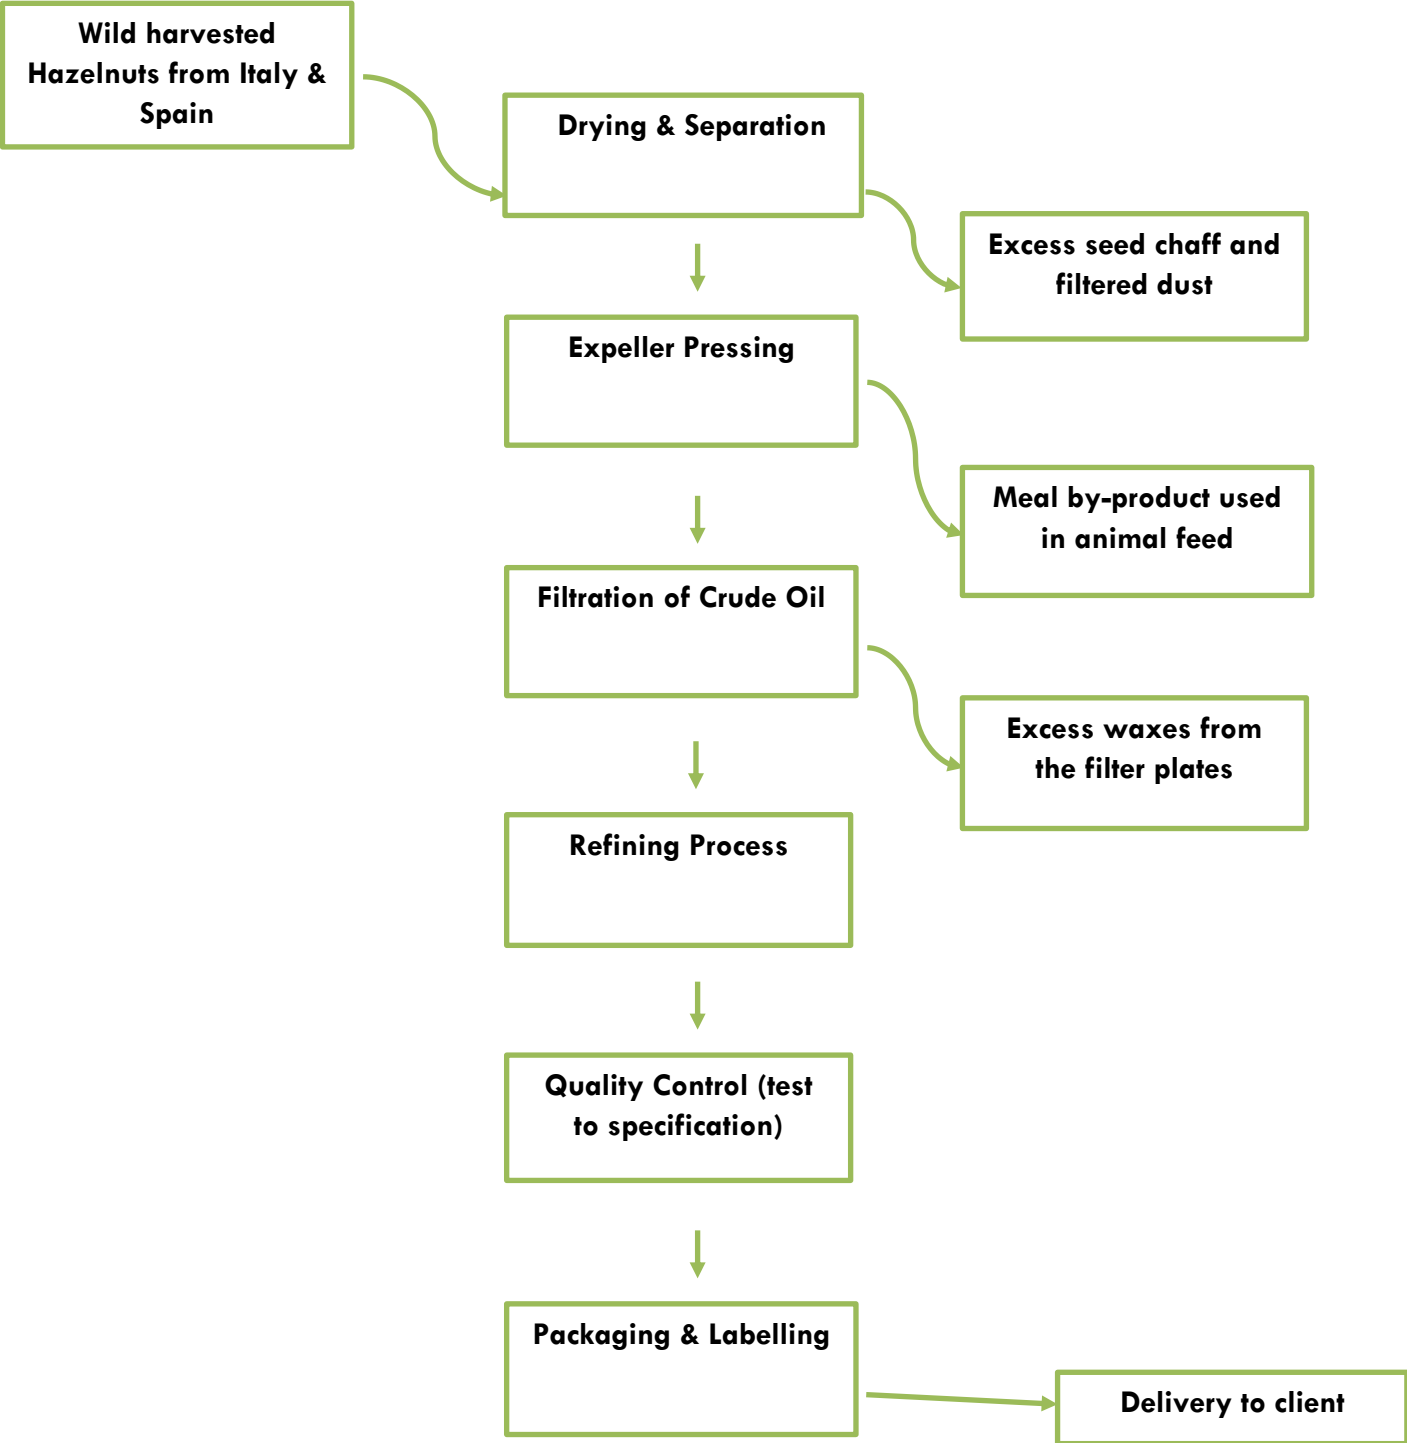 Wild harvested
Hazelnuts from Italy &
Spain
Drying & Separation
Excess seed chaff and
filtered dust
Expeller Pressing
Meal by-product used
in animal feed
Filtration of Crude Oil
Excess waxes from
the filter plates
Refining Process
Quality Control (test
to specification)
Packaging & Labelling
Delivery to client